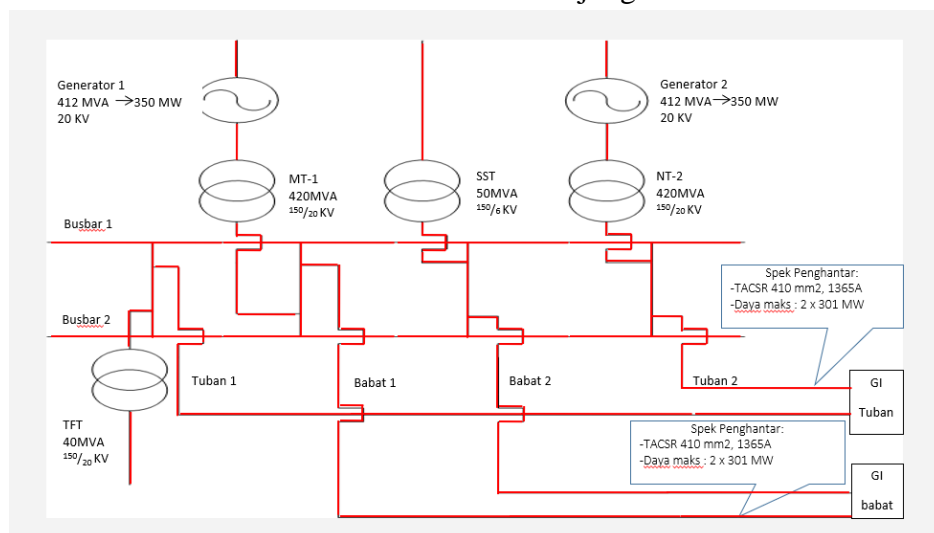 Generator 1
412 MVA →350 MW
20 KV
Generator 2
412 MVA→350 MW
20 KV
MT-1
420MVA
150/20 KV
SST
50MVA
150/6 KV
NT-2
420MVA
150/20 KV
Busbar 1
Spek Penghantar:
-TACSR 410 mm2, 1365A
-Daya maks : 2 x 301 MW
Busbar 2
Tuban 1
Babat 1
Babat 2
Tuban 2
GI
Tuban
TFT
40MVA
150/20 KV
Spek Penghantar:
-TACSR 410 mm2, 1365A
-Daya maks : 2 x 301 MW
GI
babat